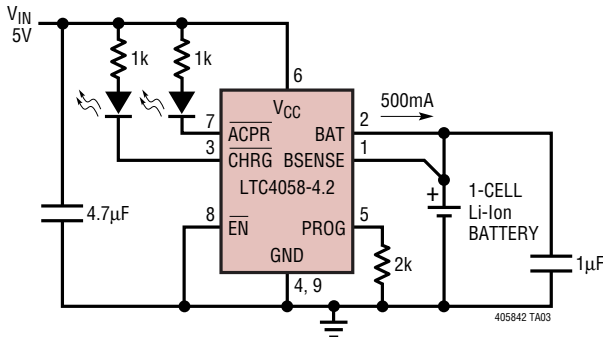 VIN
5V
1k
1k
6
VCC
500mA
7
ACPR
BAT
2
3
CHRG
BSENSE
1
LTC4058-4.2
4.7µF
8
EN
PROG
5
GND
4, 9
2k
+
1-CELL
Li-Ion
BATTERY
1µF
405842 TA03